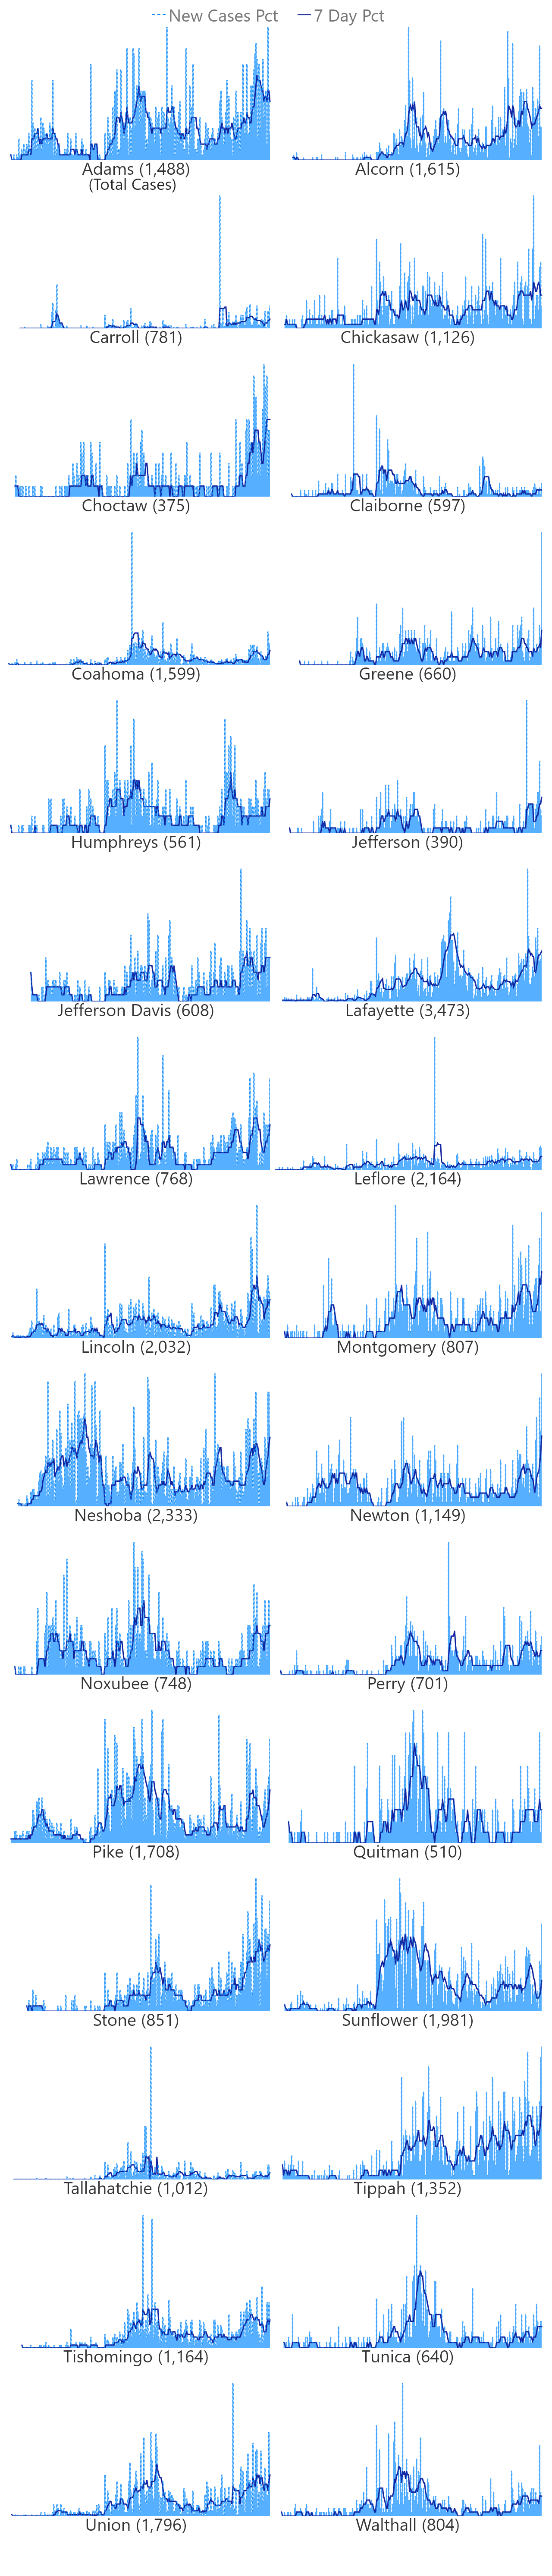 New Cases Pct 7 Day Pct
Adams (1,488)
(Total Cases)
Alcorn (1,615)
Carroll (781)
Chickasaw (1,126)
Choctaw (375)
Claiborne (597)
Coahoma (1,599)
Greene (660)
Humphreys (561)
Jefferson (390)
Jefferson Davis (608)
Lafayette (3,473)
Lawrence (768)
Leflore (2,164)
Lincoln (2,032)
Montgomery (807)
Neshoba (2,333)
Newton (1,149)
Noxubee (748)
Perry (701)
Pike (1,708)
Quitman (510)
Stone (851)
Sunflower (1,981)
Tallahatchie (1,012)
Tippah (1,352)
Tishomingo (1,164)
Tunica (640)
Union (1,796)
Walthall (804)